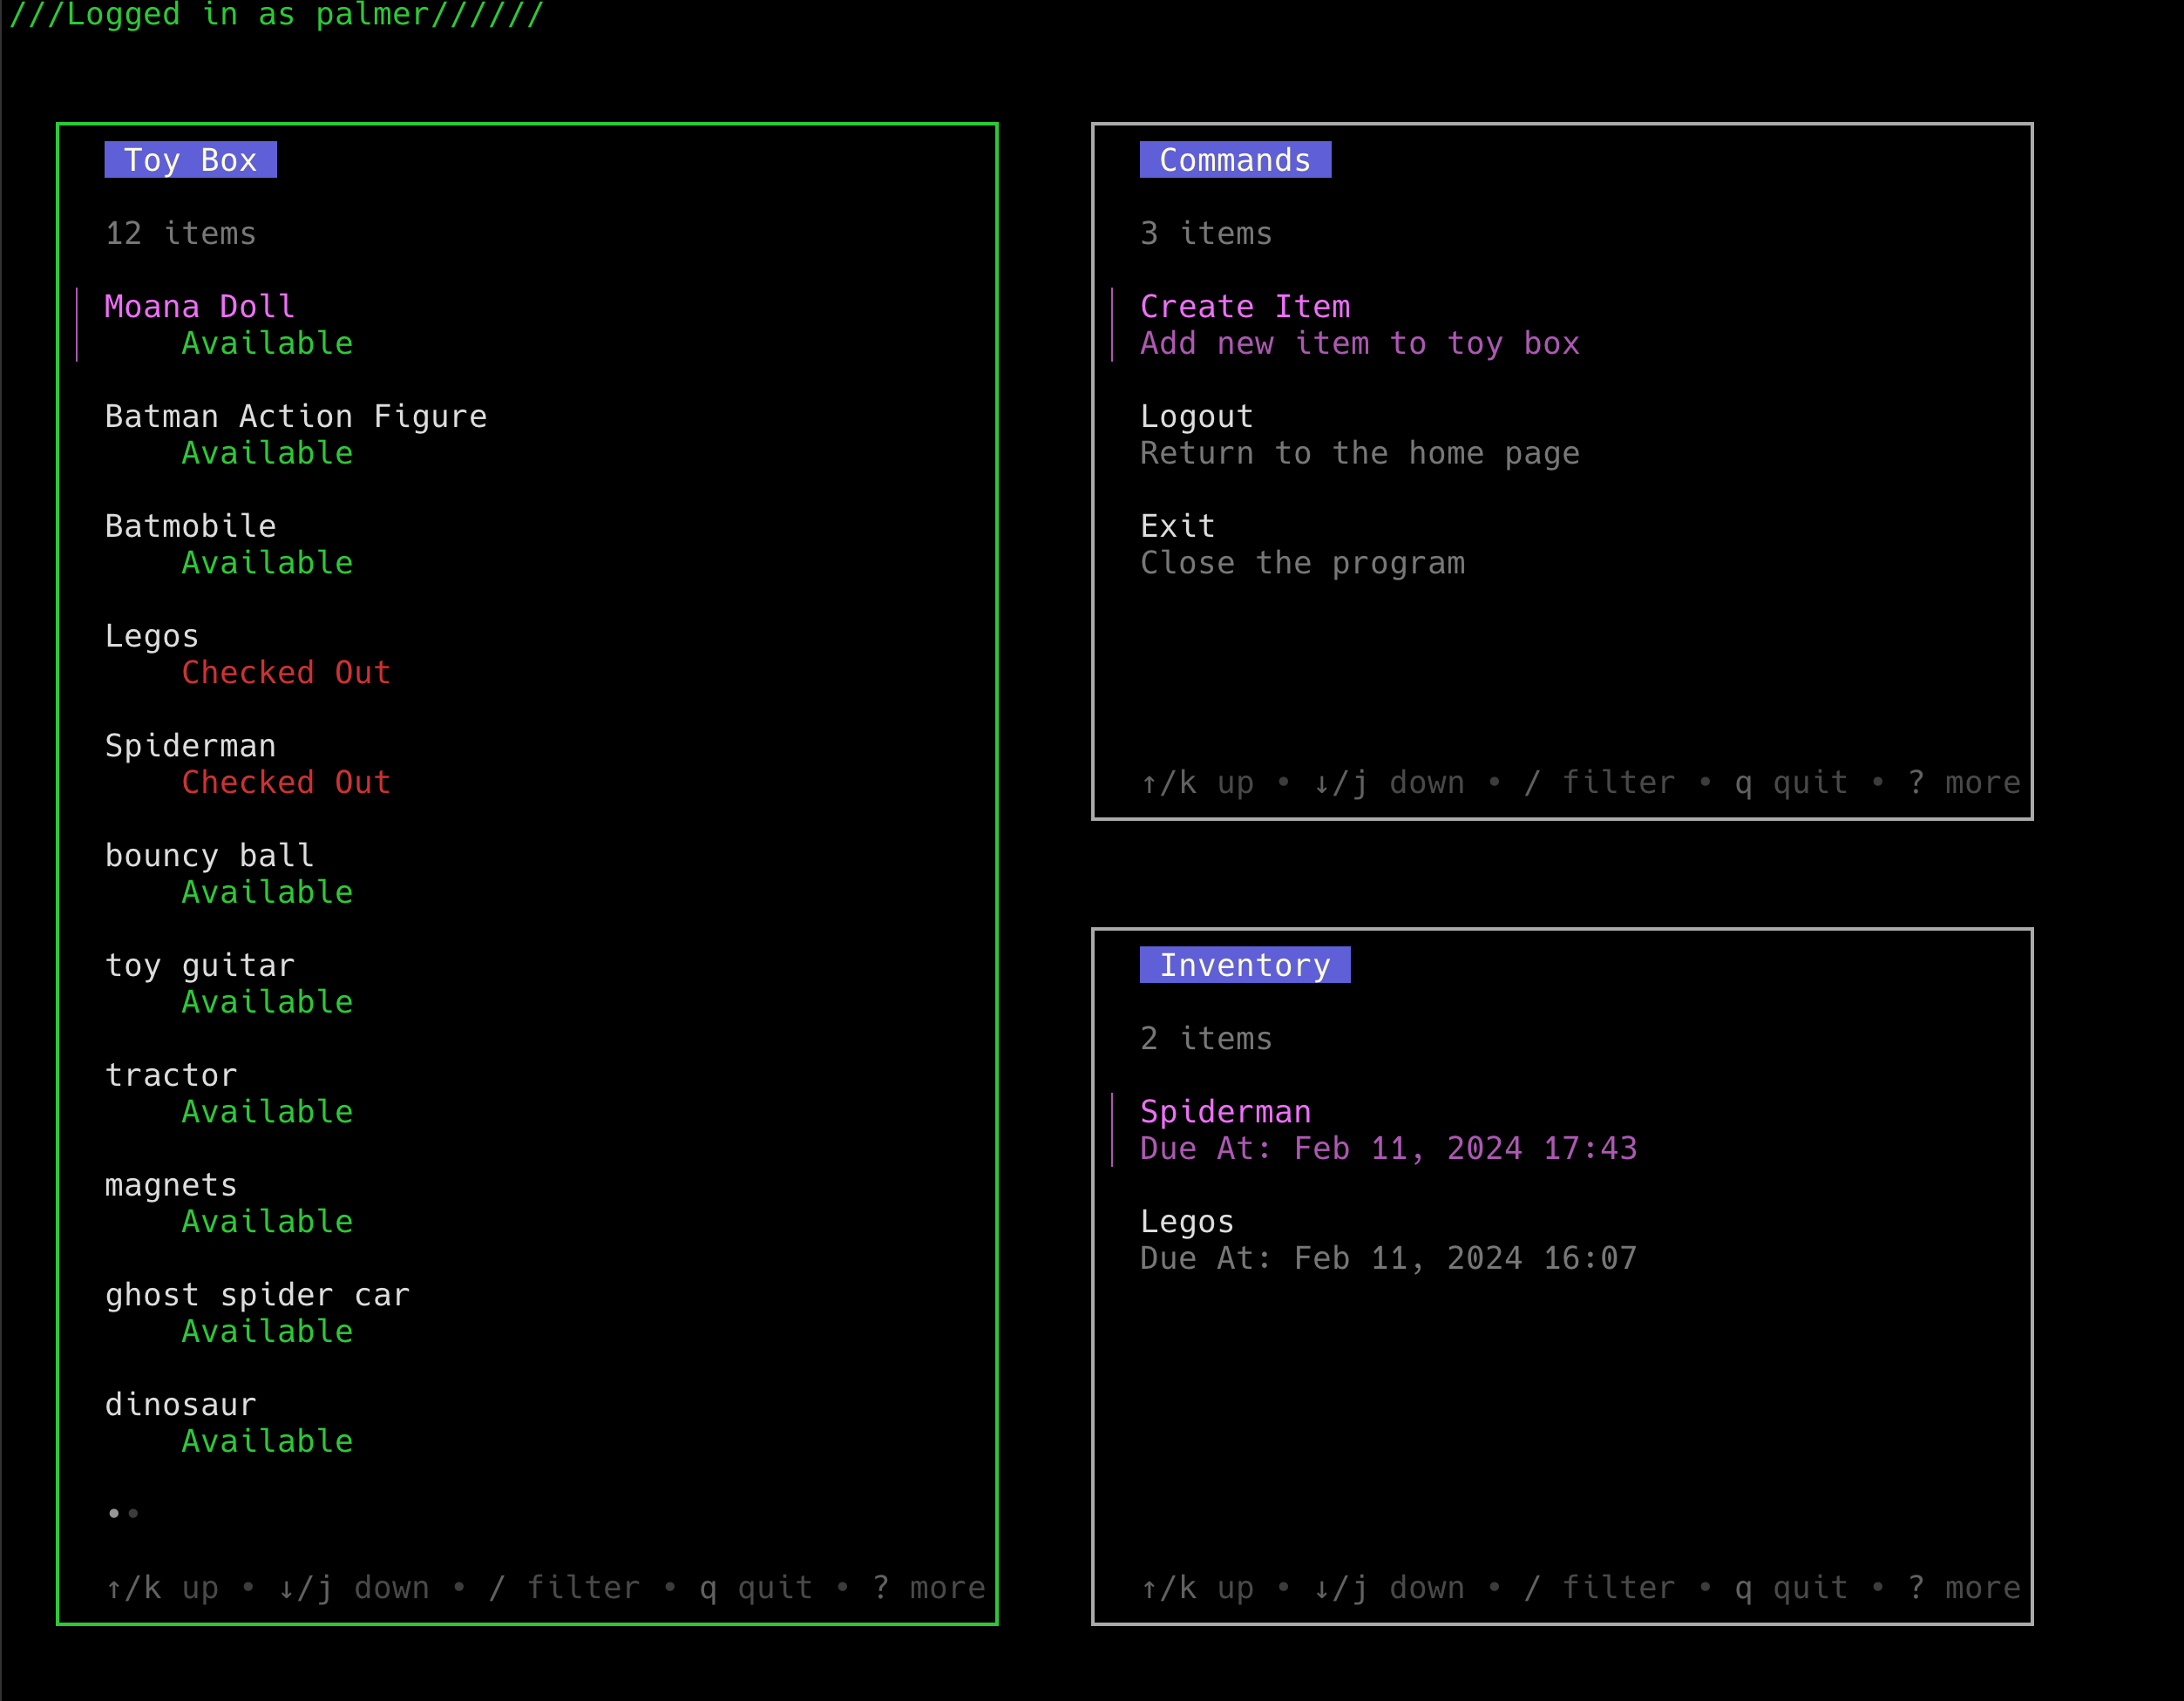 ///Logged in as palmer//////
Toy Box
12 items
Moana Doll
Available
Batman Action Figure
Available
Batmobile
Available
Legos
Checked Out
Spiderman
Checked Out
bouncy ball
Available
toy guitar
Available
tractor
Available
magnets
Available
ghost spider car
Available
dinosaur
Available
••
↑/k up • ↓/j down • / filter • q quit • ? more
Commands
3 items
Create Item
Add new item to toy box
Logout
Return to the home page
Exit
Close the program
↑/k up • ↓/j down • / filter • q quit • ? more
Inventory
2 items
Spiderman
Due At: Feb 11, 2024 17:43
Legos
Due At: Feb 11, 2024 16:07
↑/k up • ↓/j down • / filter • q quit • ? more